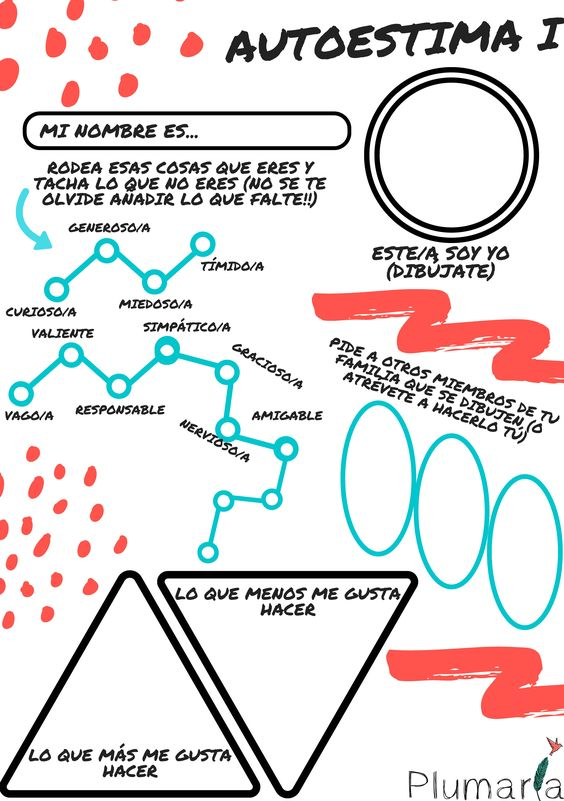 AUTOESTIMA I
MI NOMBRE ES...
RODEA ESAS COSAS QUE ERES Y
TACHA LO QUE NO ERES (NO SE TE
OLVIDE AÑADIR LO QUE FALTE!!)
GENEROSO/A
TÍMIDO/A
CURIOSO/A
MIEDOSO/A
ESTE/A SOY YO
(DIBÚJATE)
VALIENTE
SIMPÁTICO/A
GRACIOSO/A
VAGO/A
RESPONSABLE
NERVIOSO/A
AMIGABLE
PIDE A OTROS MIEMBROS DE TU
FAMILIA QUE SE DIBUJEN (O
ATRÉVETE A HACERLO TÚ)
LO QUE MENOS ME GUSTA
HACER
LO QUE MÁS ME GUSTA
HACER
Plumaria